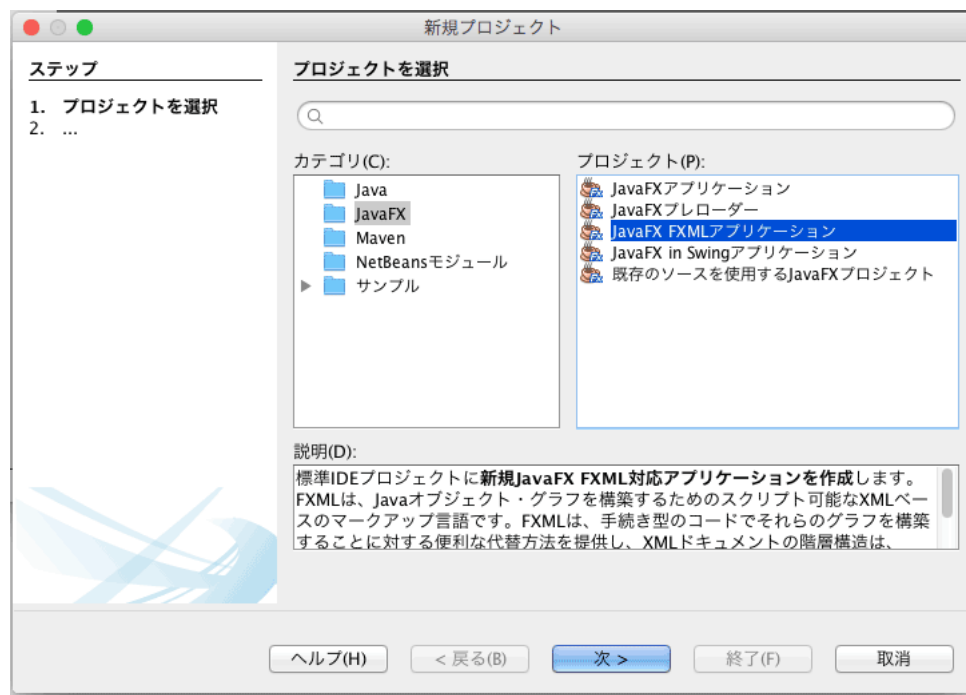 新規プロジェクト
ステップ
1. プロジェクトを選択
2. ...
プロジェクトを選択
カテゴリ(C):
Java
JavaFX
Maven
NetBeansモジュール
サンプル
プロジェクト(P):
JavaFXアプリケーション
JavaFXプレローダー
JavaFX FXMLアプリケーション
JavaFX in Swingアプリケーション
既存のソースを使用するJavaFXプロジェクト
説明(D):
標準IDEプロジェクトに新規JavaFX FXML対応アプリケーションを作成します。
FXMLは、Javaオブジェクト・グラフを構築するためのスクリプト可能なXMLベー
スのマークアップ言語です。FXMLは、手続き型のコードでそれらのグラフを構築
することに対する便利な代替方法を提供し、XMLドキュメントの階層構造は、
ヘルプ(H)
< 戻る(B)
次 >
終了(F)
取消